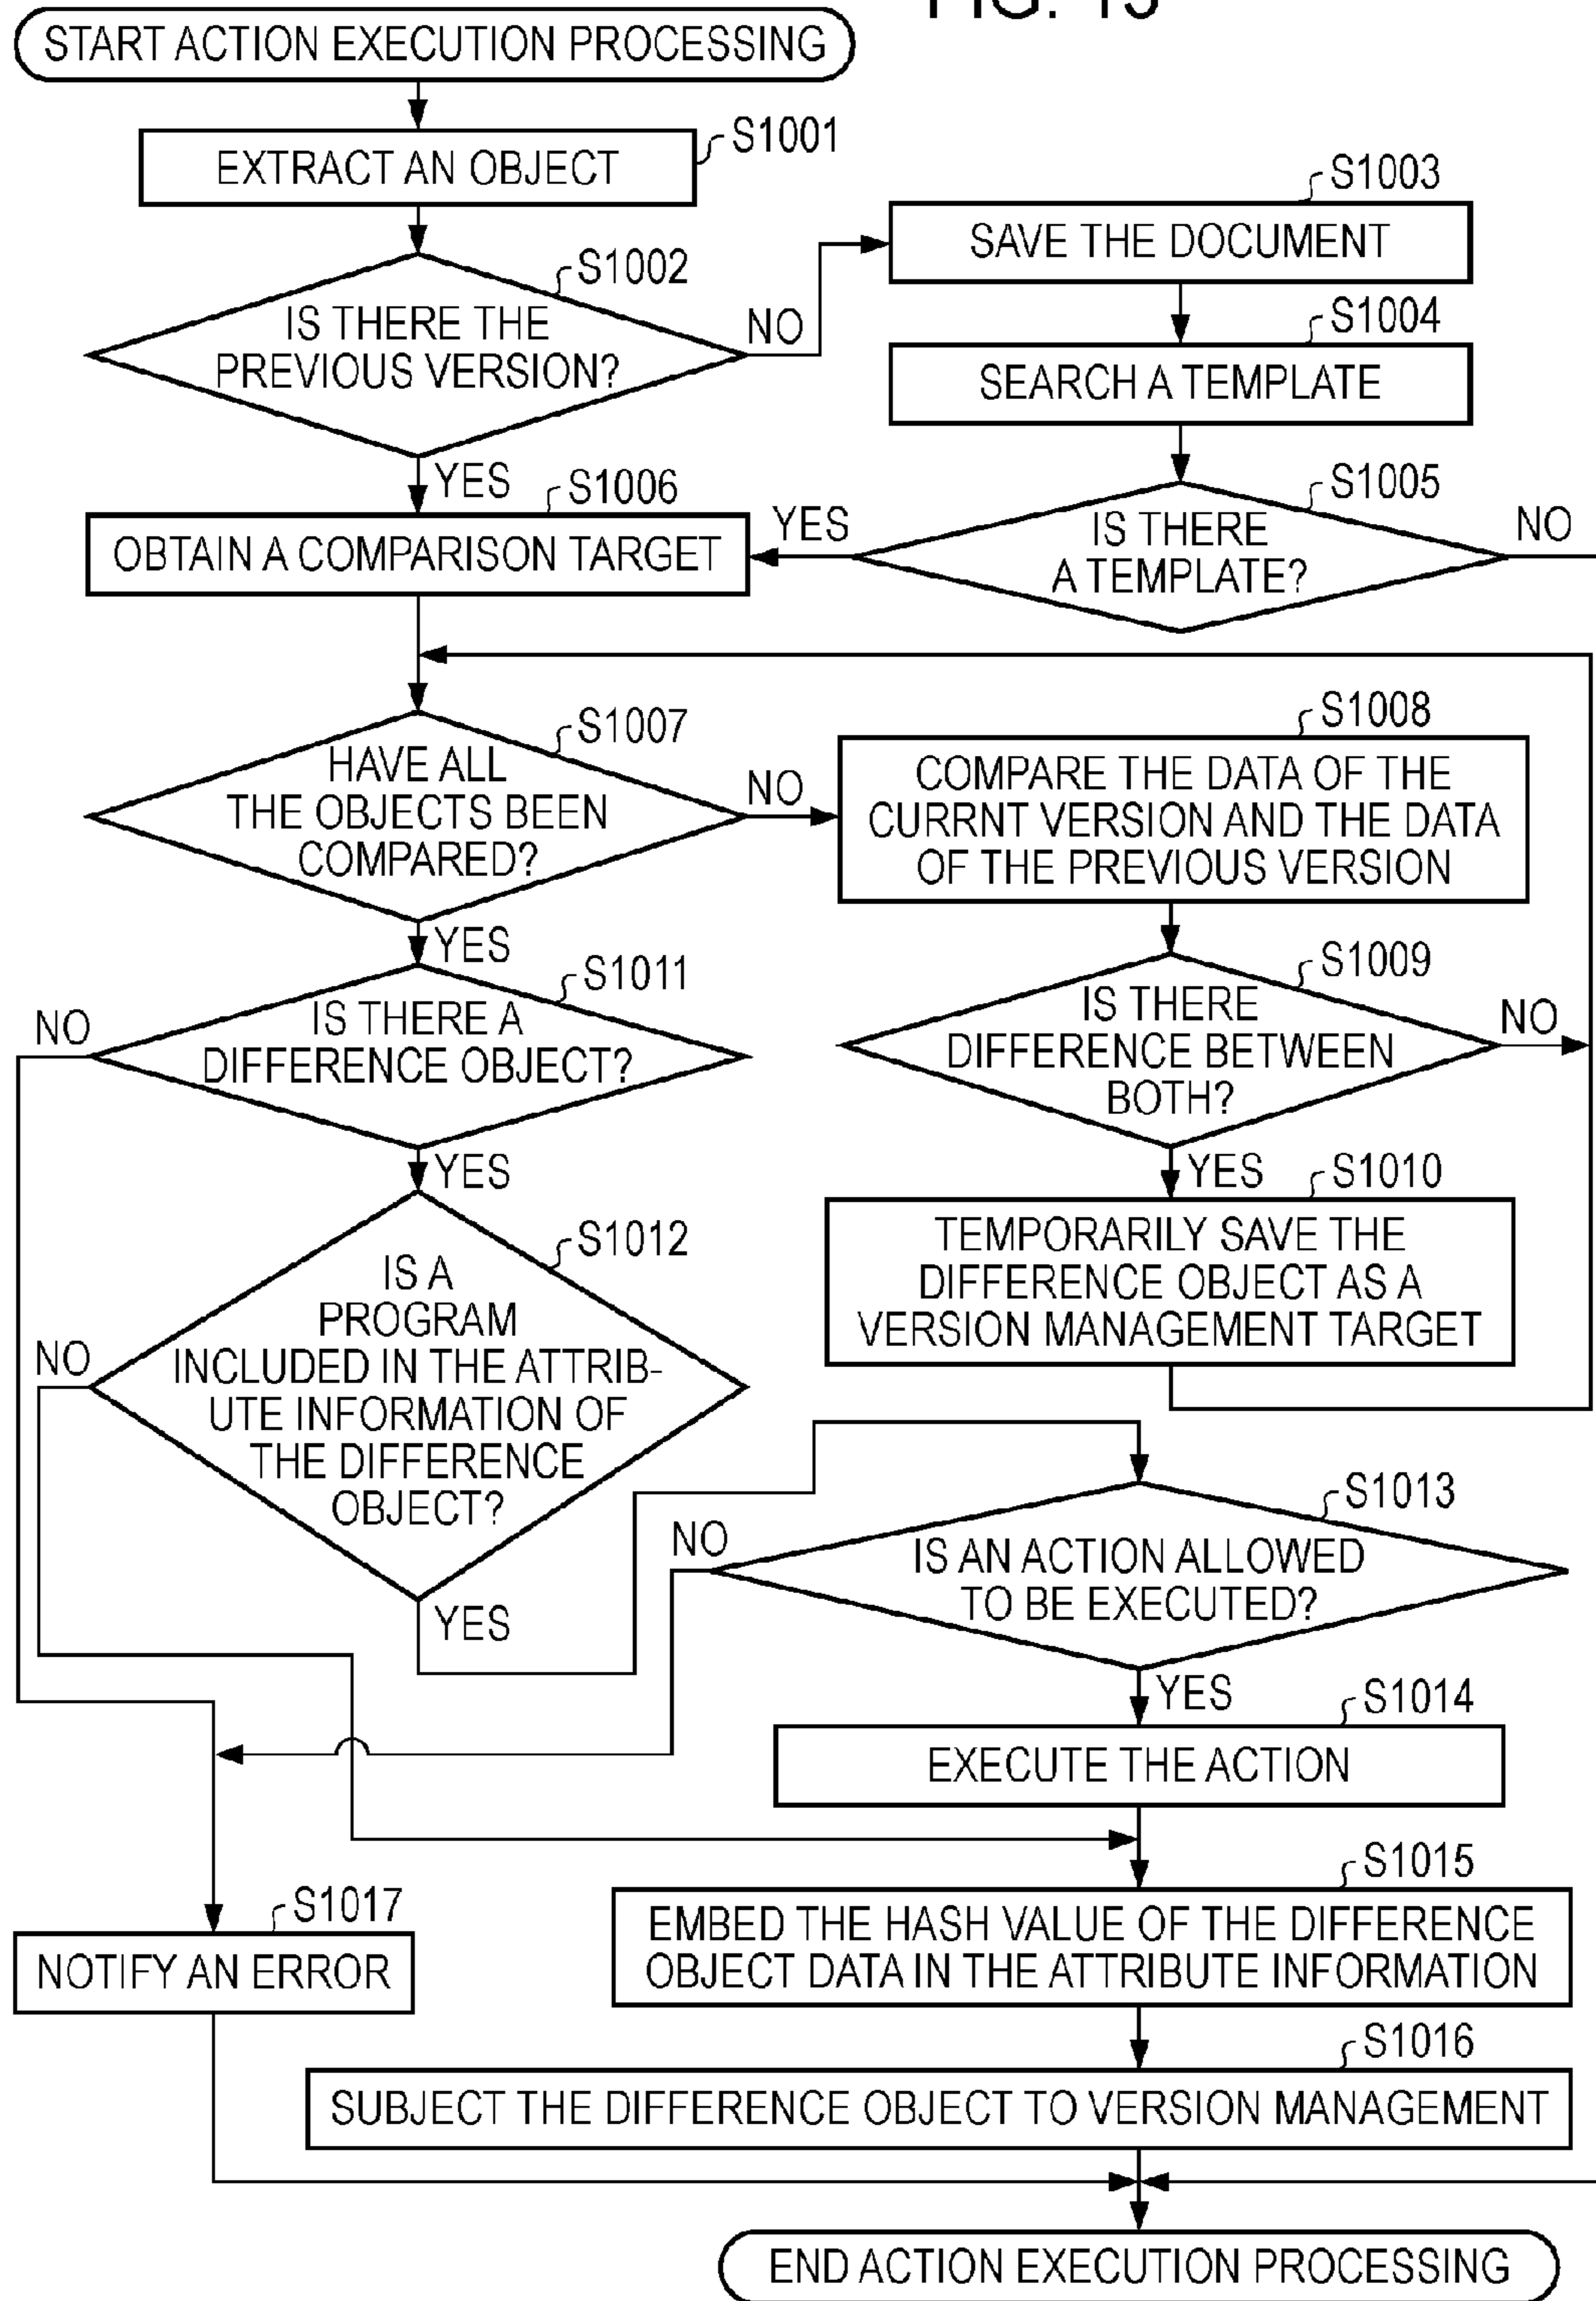 FIG. 13
START ACTION EXECUTION PROCESSING
S1001
EXTRACT AN OBJECT
S1003
SAVE THE DOCUMENT
S1002
IS THERE THE
PREVIOUS VERSION?
NO
S1004
SEARCH A TEMPLATE
YES
S1006
OBTAIN A COMPARISON TARGET
YES
S1005
IS THERE
A TEMPLATE?
NO
S1007
HAVE ALL
THE OBJECTS BEEN
COMPARED?
NO
S1008
COMPARE THE DATA OF THE
CURRNT VERSION AND THE DATA
OF THE PREVIOUS VERSION
YES
S1009
IS THERE
DIFFERENCE BETWEEN
BOTH?
NO
S1011
NO
IS THERE A
DIFFERENCE OBJECT?
YES
YES
S1010
TEMPORARILY SAVE THE
DIFFERENCE OBJECT AS A
VERSION MANAGEMENT TARGET
S1012
NO
IS A
PROGRAM
INCLUDED IN THE ATTRIB-
UTE INFORMATION OF
THE DIFFERENCE
OBJECT?
YES
S1013
NO
IS AN ACTION ALLOWED
TO BE EXECUTED?
YES
S1014
EXECUTE THE ACTION
S1015
EMBED THE HASH VALUE OF THE DIFFERENCE
OBJECT DATA IN THE ATTRIBUTE INFORMATION
S1017
NOTIFY AN ERROR
S1016
SUBJECT THE DIFFERENCE OBJECT TO VERSION MANAGEMENT
END ACTION EXECUTION PROCESSING